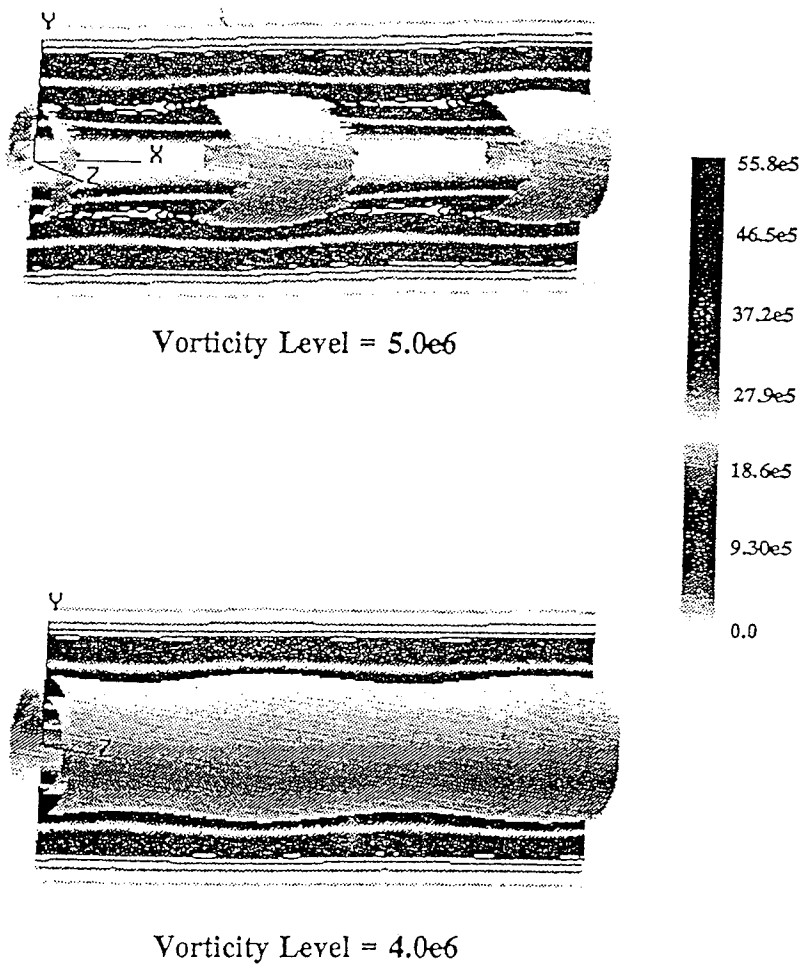 Y
X
Z
Vorticity Level = 5.0e6
55.8e5
46.5e5
37.2e5
27.9e5
18.6e5
9.30e5
0.0
Y
Z
Vorticity Level = 4.0e6